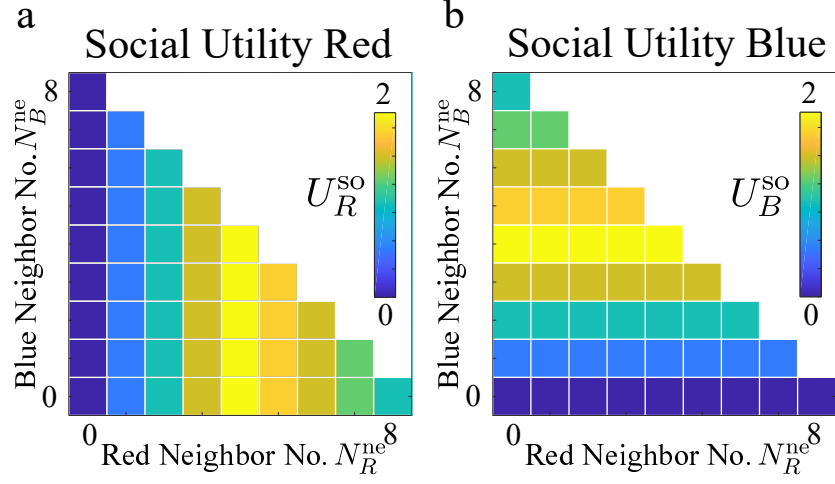 a
Social Utility Red
Blue Neighbor No. N_B^ne
8
0
2
U_R^so
0
0
8
Red Neighbor No. N_R^ne
b
Social Utility Blue
Blue Neighbor No. N_B^ne
8
0
2
U_B^so
0
0
8
Red Neighbor No. N_R^ne